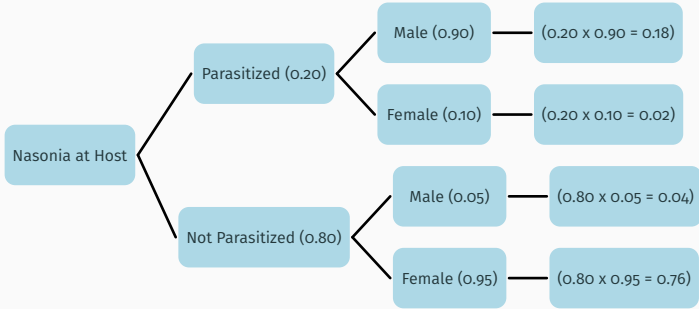 Nasonia at Host
Parasitized (0.20)
Male (0.90)
(0.20 x 0.90 = 0.18)
Female (0.10)
(0.20 x 0.10 = 0.02)
Not Parasitized (0.80)
Male (0.05)
(0.80 x 0.05 = 0.04)
Female (0.95)
(0.80 x 0.95 = 0.76)